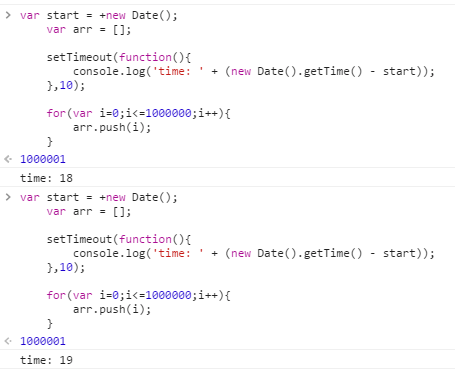 > var start = +new Date();
var arr = [];
setTimeout(function(){
console.log('time: ' + (new Date().getTime() - start));
},10);
for(var i=0;i<=1000000;i++){
arr.push(i);
}
1000001
time: 18
> var start = +new Date();
var arr = [];
setTimeout(function(){
console.log('time: ' + (new Date().getTime() - start));
},10);
for(var i=0;i<=1000000;i++){
arr.push(i);
}
1000001
time: 19